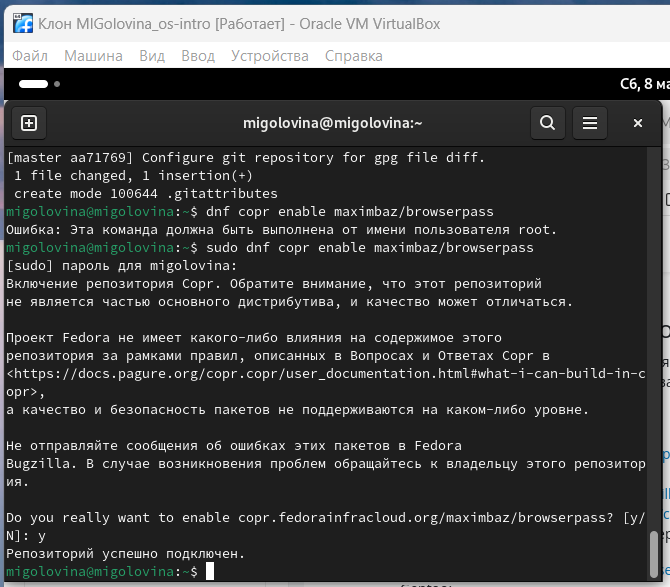 Клон MIGolovina_os-intro [Работает] - Oracle VM VirtualBox
Файл Машина Вид Ввод Устройства Справка
Сб, 8 ма
migolovina@migolovina:~
[master aa71769] Configure git repository for gpg file diff.
1 file changed, 1 insertion(+)
create mode 100644 .gitattributes
migolovina@migolovina:~$ dnf copr enable maximbaz/browserpass
Ошибка: Эта команда должна быть выполнена от имени пользователя root.
migolovina@migolovina:~$ sudo dnf copr enable maximbaz/browserpass
[sudo] пароль для migolovina:
Включение репозитория Copr. Обратите внимание, что этот репозиторий
не является частью основного дистрибутива, и качество может отличаться.
Проект Fedora не имеет какого-либо влияния на содержимое этого
репозитория за рамками правил, описанных в Вопросах и Ответах Copr в
<https://docs.pagure.org/copr.copr/user_documentation.html#what-i-can-build-in-c
opr>,
а качество и безопасность пакетов не поддерживаются на каком-либо уровне.
Не отправляйте сообщения об ошибках этих пакетов в Fedora
Bugzilla. В случае возникновения проблем обращайтесь к владельцу этого репозитор
ия.
Do you really want to enable copr.fedorainfracloud.org/maximbaz/browserpass? [y/
N]: y
Репозиторий успешно подключен.
migolovina@migolovina:~$